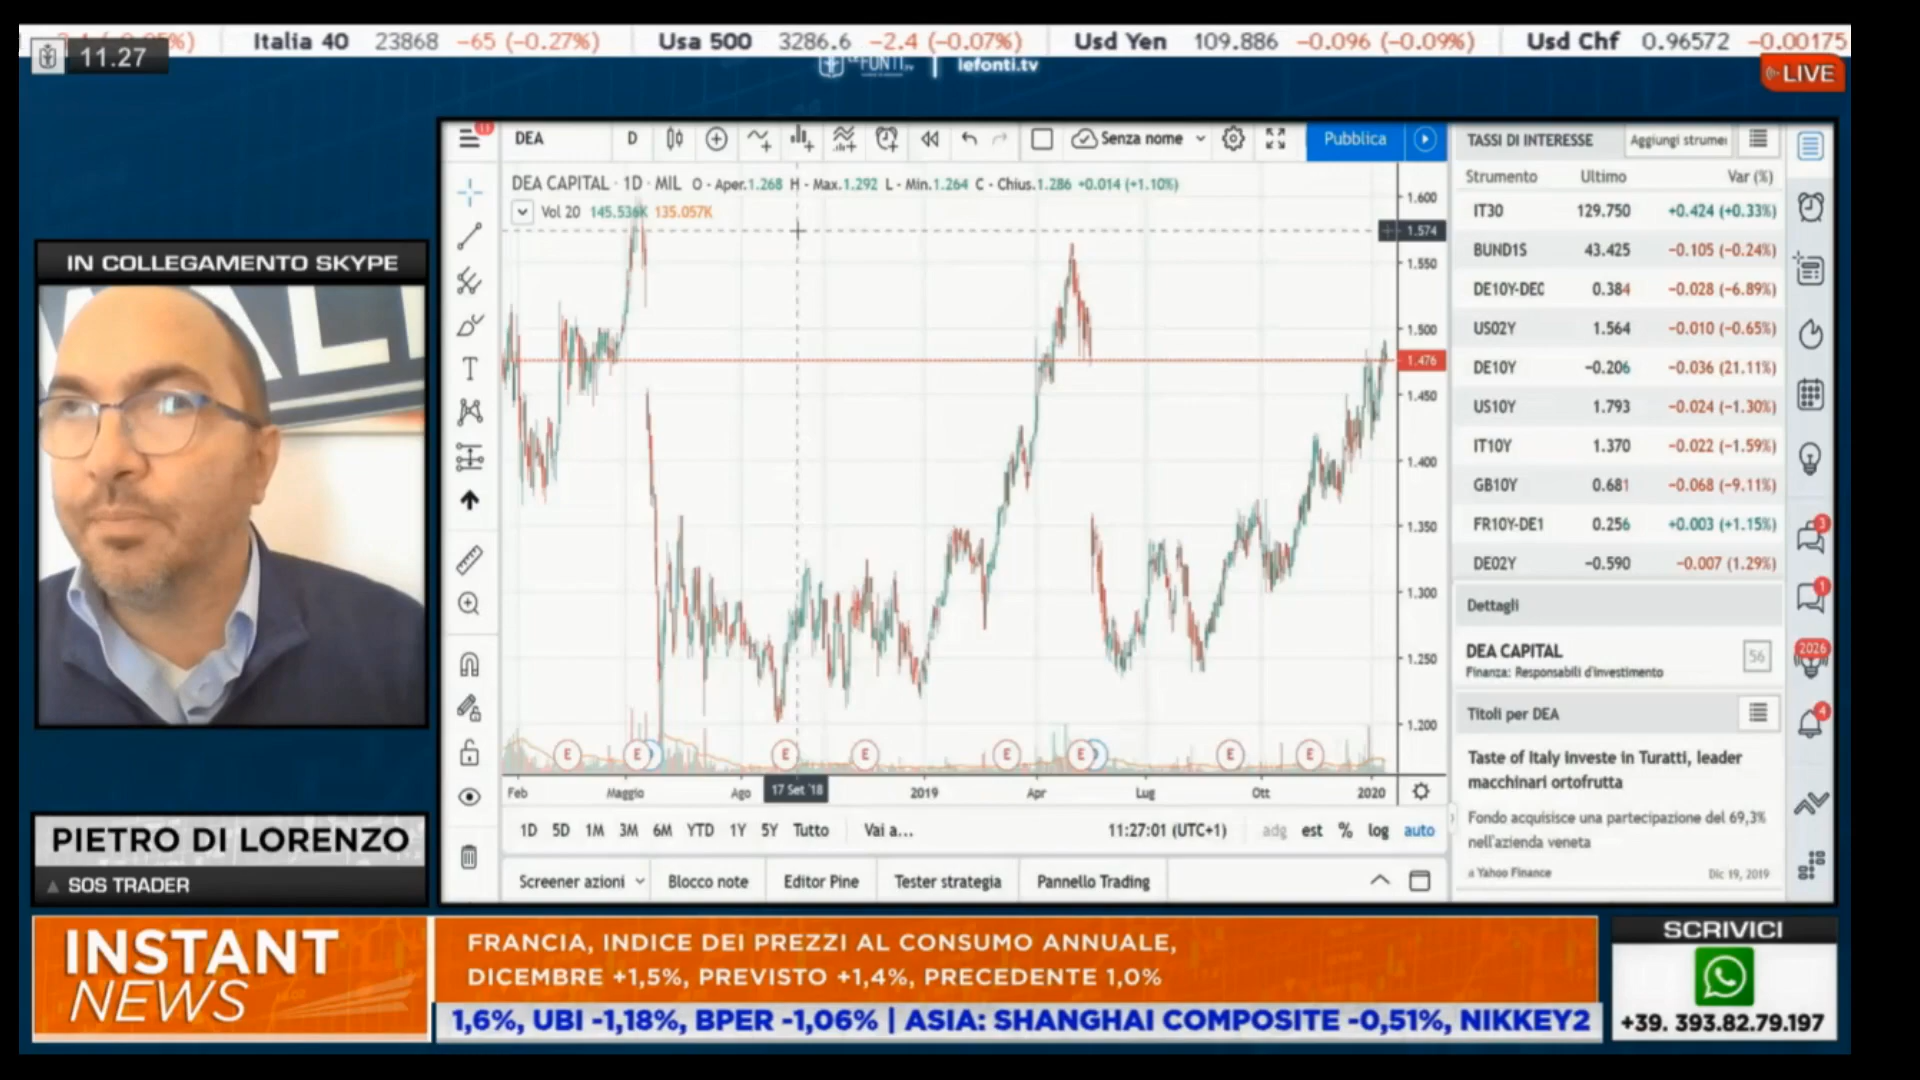 Italia 40 23868 -65 (-0.27%) Usa 500 3286.6 -2.4 (-0.07%) Usd Yen 109.886 -0.096 (-0.09%) Usd Chf 0.96572 -0.00175
11.27
LEFONTI.TV | lefonti.tv
LIVE
11
DEA D Senza nome Pubblica
DEA CAPITAL · 1D · MIL O - Aper.1.268 H - Max.1.292 L - Min.1.264 C - Chius.1.286 +0.014 (+1.10%)
Vol 20 145.536K 135.057K
1.600
1.574
1.550
1.500
1.476
1.450
1.400
1.350
1.300
1.250
1.200
E E E E E E E E
Feb Maggio Ago 17 Set '18 2019 Apr Lug Ott 2020
1D 5D 1M 3M 6M YTD 1Y 5Y Tutto Vai a... 11:27:01 (UTC+1) adg est % log auto
Screener azioni Blocco note Editor Pine Tester strategia Pannello Trading
TASSI DI INTERESSE Aggiungi strumei
Strumento Ultimo Var (%)
IT30 129.750 +0.424 (+0.33%)
BUND1S 43.425 -0.105 (-0.24%)
DE10Y-DEC 0.384 -0.028 (-6.89%)
US02Y 1.564 -0.010 (-0.65%)
DE10Y -0.206 -0.036 (21.11%)
US10Y 1.793 -0.024 (-1.30%)
IT10Y 1.370 -0.022 (-1.59%)
GB10Y 0.681 -0.068 (-9.11%)
FR10Y-DE1 0.256 +0.003 (+1.15%)
DE02Y -0.590 -0.007 (1.29%)
Dettagli
DEA CAPITAL 56
Finanza: Responsabili d'investimento
Titoli per DEA
Taste of Italy investe in Turatti, leader
macchinari ortofrutta
Fondo acquisisce una partecipazione del 69,3%
nell'azienda veneta
a Yahoo Finance Dic 19, 2019
3
1
2026
4
IN COLLEGAMENTO SKYPE
PIETRO DI LORENZO
SOS TRADER
INSTANT
NEWS
FRANCIA, INDICE DEI PREZZI AL CONSUMO ANNUALE,
DICEMBRE +1,5%, PREVISTO +1,4%, PRECEDENTE 1,0%
1,6%, UBI -1,18%, BPER -1,06% | ASIA: SHANGHAI COMPOSITE -0,51%, NIKKEY2
SCRIVICI
+39. 393.82.79.197